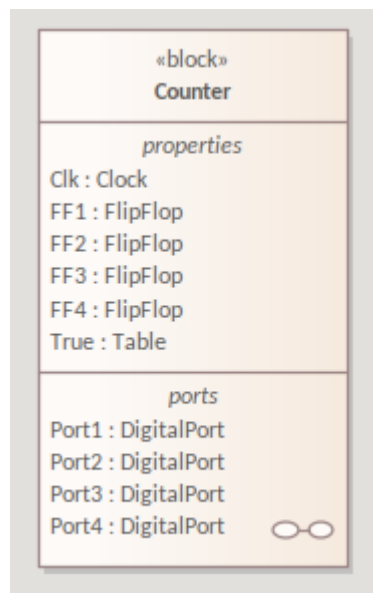 «block»
Counter
properties
Clk : Clock
FF1 : FlipFlop
FF2 : FlipFlop
FF3 : FlipFlop
FF4 : FlipFlop
True : Table
ports
Port1 : DigitalPort
Port2 : DigitalPort
Port3 : DigitalPort
Port4 : DigitalPort